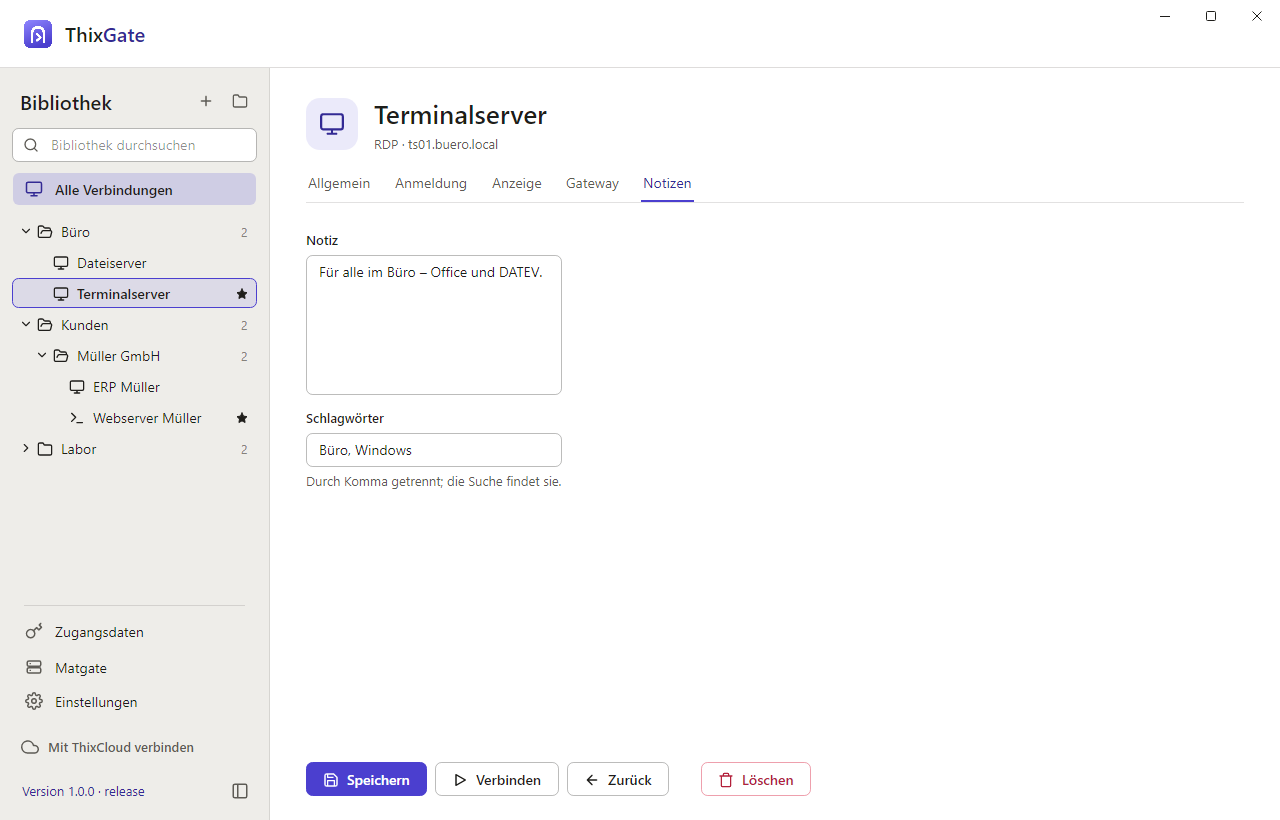 ThixGate
Bibliothek
Bibliothek durchsuchen
Alle Verbindungen
Büro 2
Dateiserver
Terminalserver
Kunden 2
Müller GmbH 2
ERP Müller
Webserver Müller
Labor 2
Zugangsdaten
Matgate
Einstellungen
Mit ThixCloud verbinden
Version 1.0.0 · release
Terminalserver
RDP · ts01.buero.local
Allgemein Anmeldung Anzeige Gateway Notizen
Notiz
Für alle im Büro – Office und DATEV.
Schlagwörter
Büro, Windows
Durch Komma getrennt; die Suche findet sie.
Speichern Verbinden Zurück Löschen